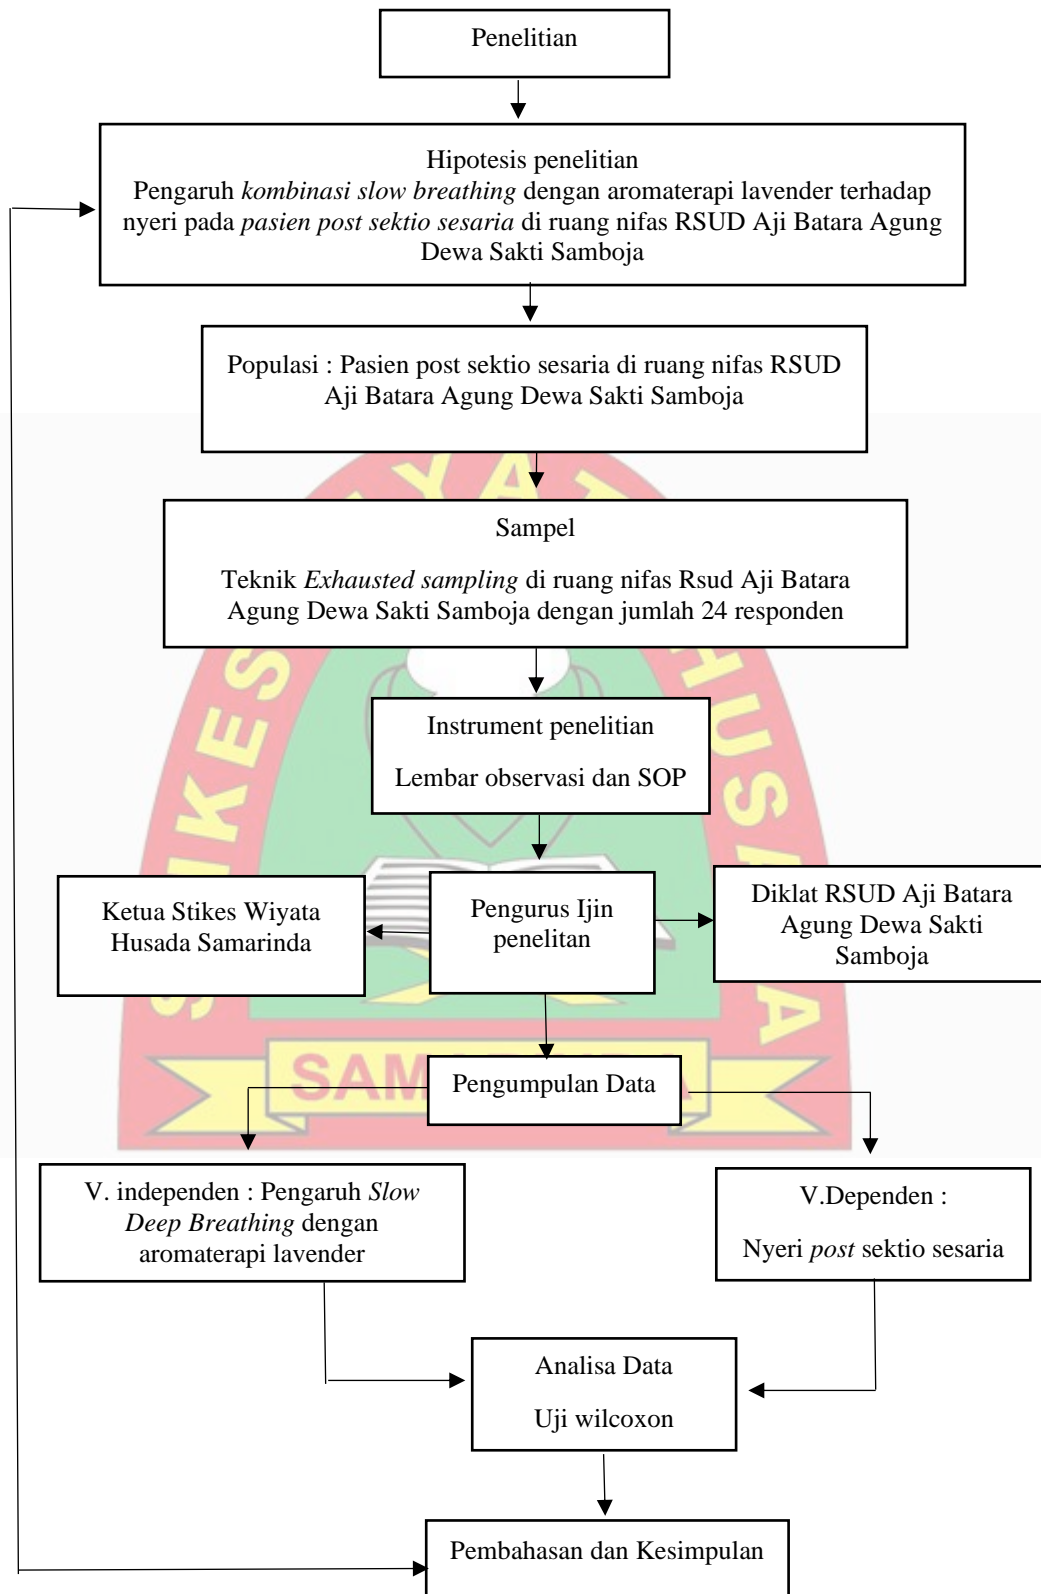 Penelitian
Hipotesis penelitian
Pengaruh kombinasi slow breathing dengan aromaterapi lavender terhadap
nyeri pada pasien post sektio sesaria di ruang nifas RSUD Aji Batara Agung
Dewa Sakti Samboja
Populasi : Pasien post sektio sesaria di ruang nifas RSUD
Aji Batara Agung Dewa Sakti Samboja
Sampel
Teknik Exhausted sampling di ruang nifas Rsud Aji Batara
Agung Dewa Sakti Samboja dengan jumlah 24 responden
Instrument penelitian
Lembar observasi dan SOP
Ketua Stikes Wiyata
Husada Samarinda
Pengurus Ijin
penelitan
Diklat RSUD Aji Batara
Agung Dewa Sakti
Samboja
Pengumpulan Data
V. independen : Pengaruh Slow
Deep Breathing dengan
aromaterapi lavender
V.Dependen :
Nyeri post sektio sesaria
Analisa Data
Uji wilcoxon
Pembahasan dan Kesimpulan